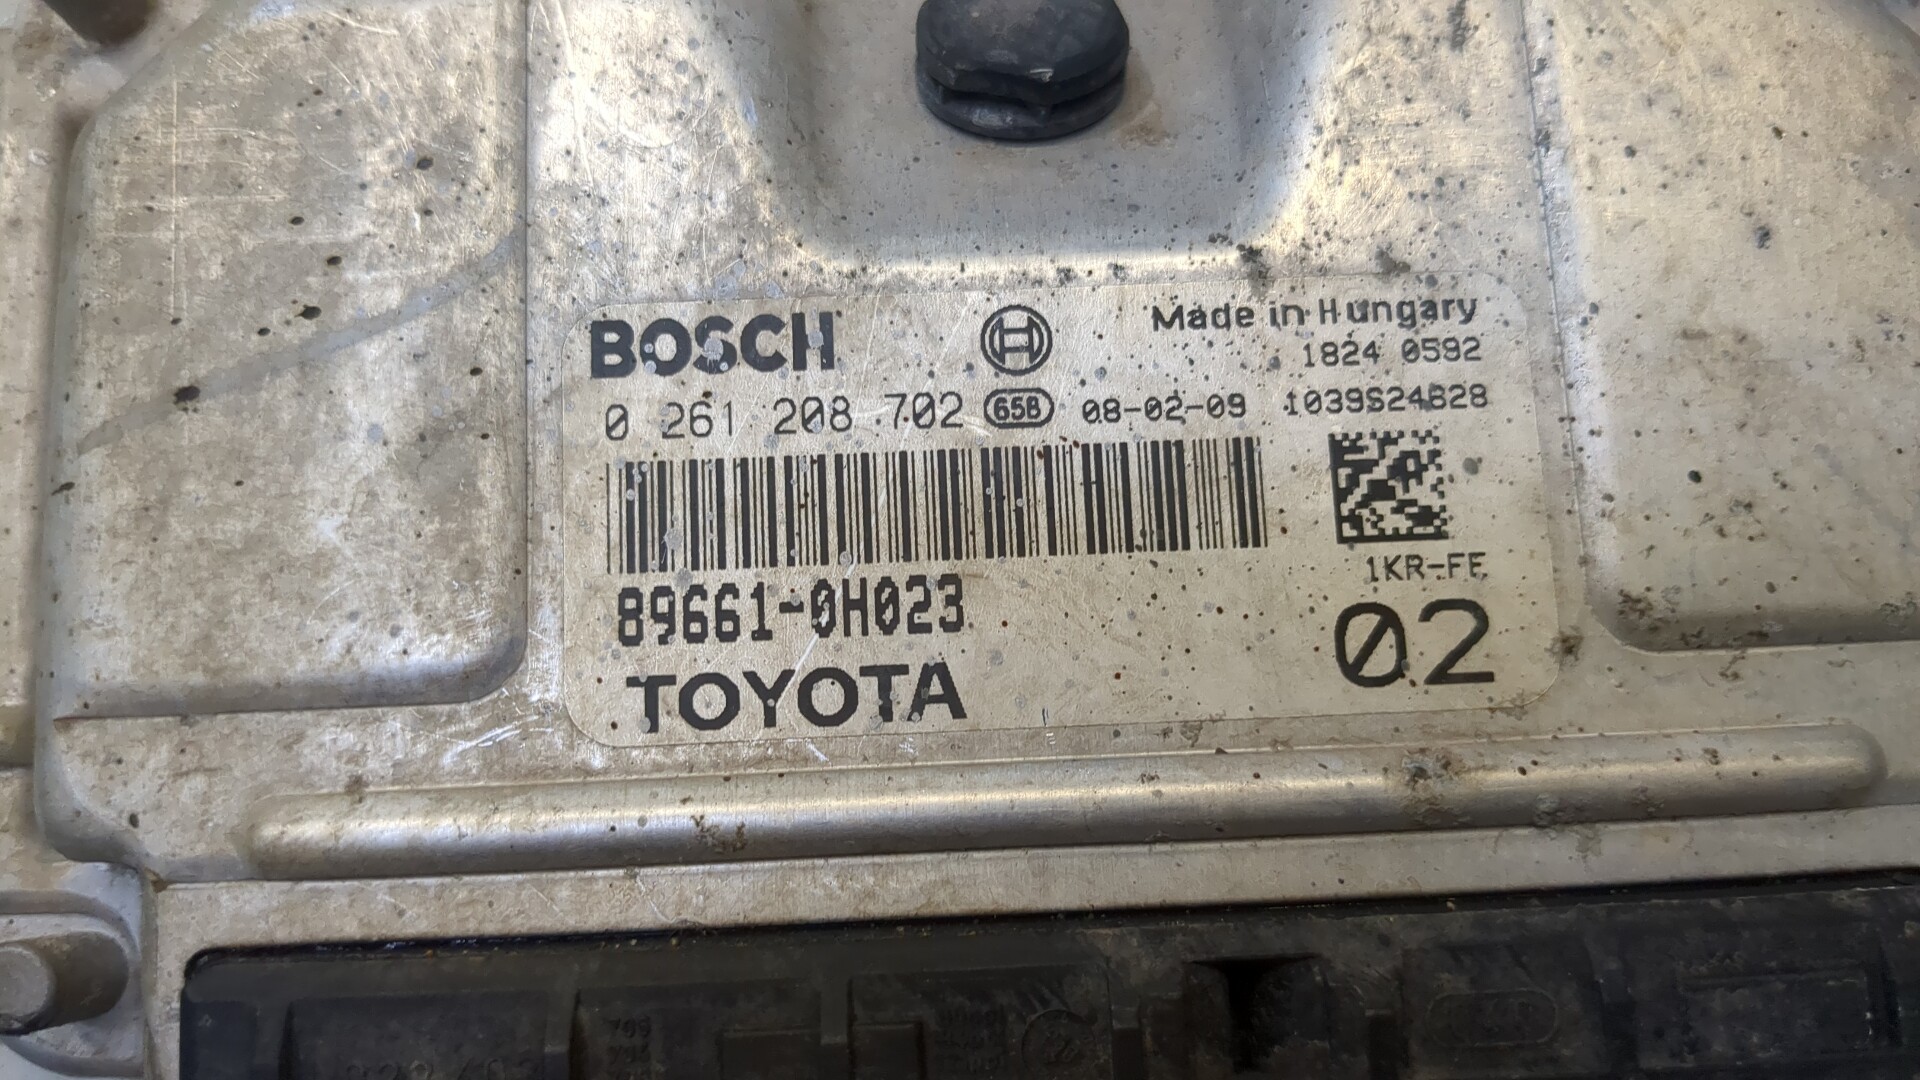 BOSCH
Made in Hungary
1824 0592
0 261 208 702 65B 08-02-09 1039S24828
89661-0H023
1KR-FE
02
TOYOTA